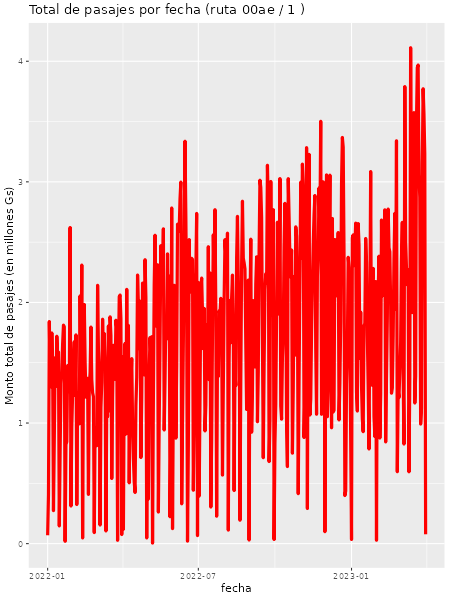 Total de pasajes por fecha (ruta 00ae / 1 )
Monto total de pasajes (en millones Gs)
4
3
2
1
0
2022-01
2022-07
2023-01
fecha